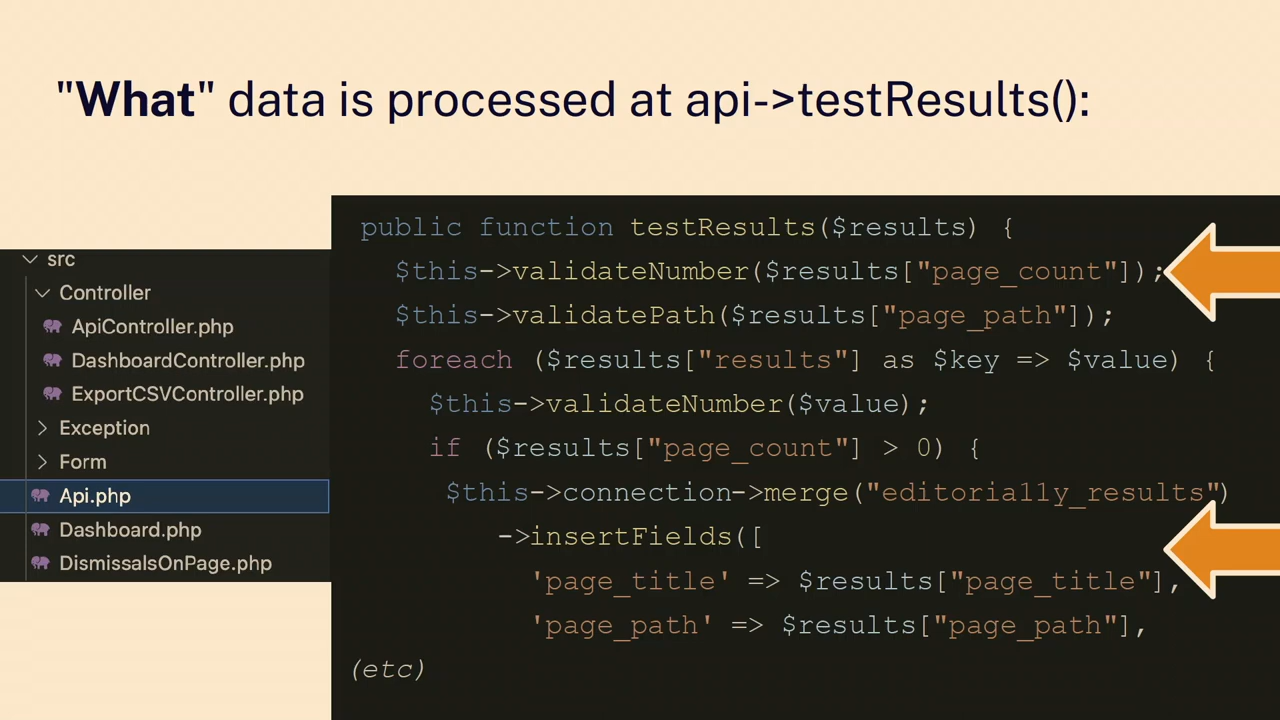 "What" data is processed at api->testResults():
src
Controller
ApiController.php
DashboardController.php
ExportCSVController.php
Exception
Form
Api.php
Dashboard.php
DismissalsOnPage.php
public function testResults($results) {
$this->validateNumber($results["page_count"]);
$this->validatePath($results["page_path"]);
foreach ($results["results"] as $key => $value) {
$this->validateNumber($value);
if ($results["page_count"] > 0) {
$this->connection->merge("editoria11y_results")
->insertFields([
'page_title' => $results["page_title"],
'page_path' => $results["page_path"],
(etc)